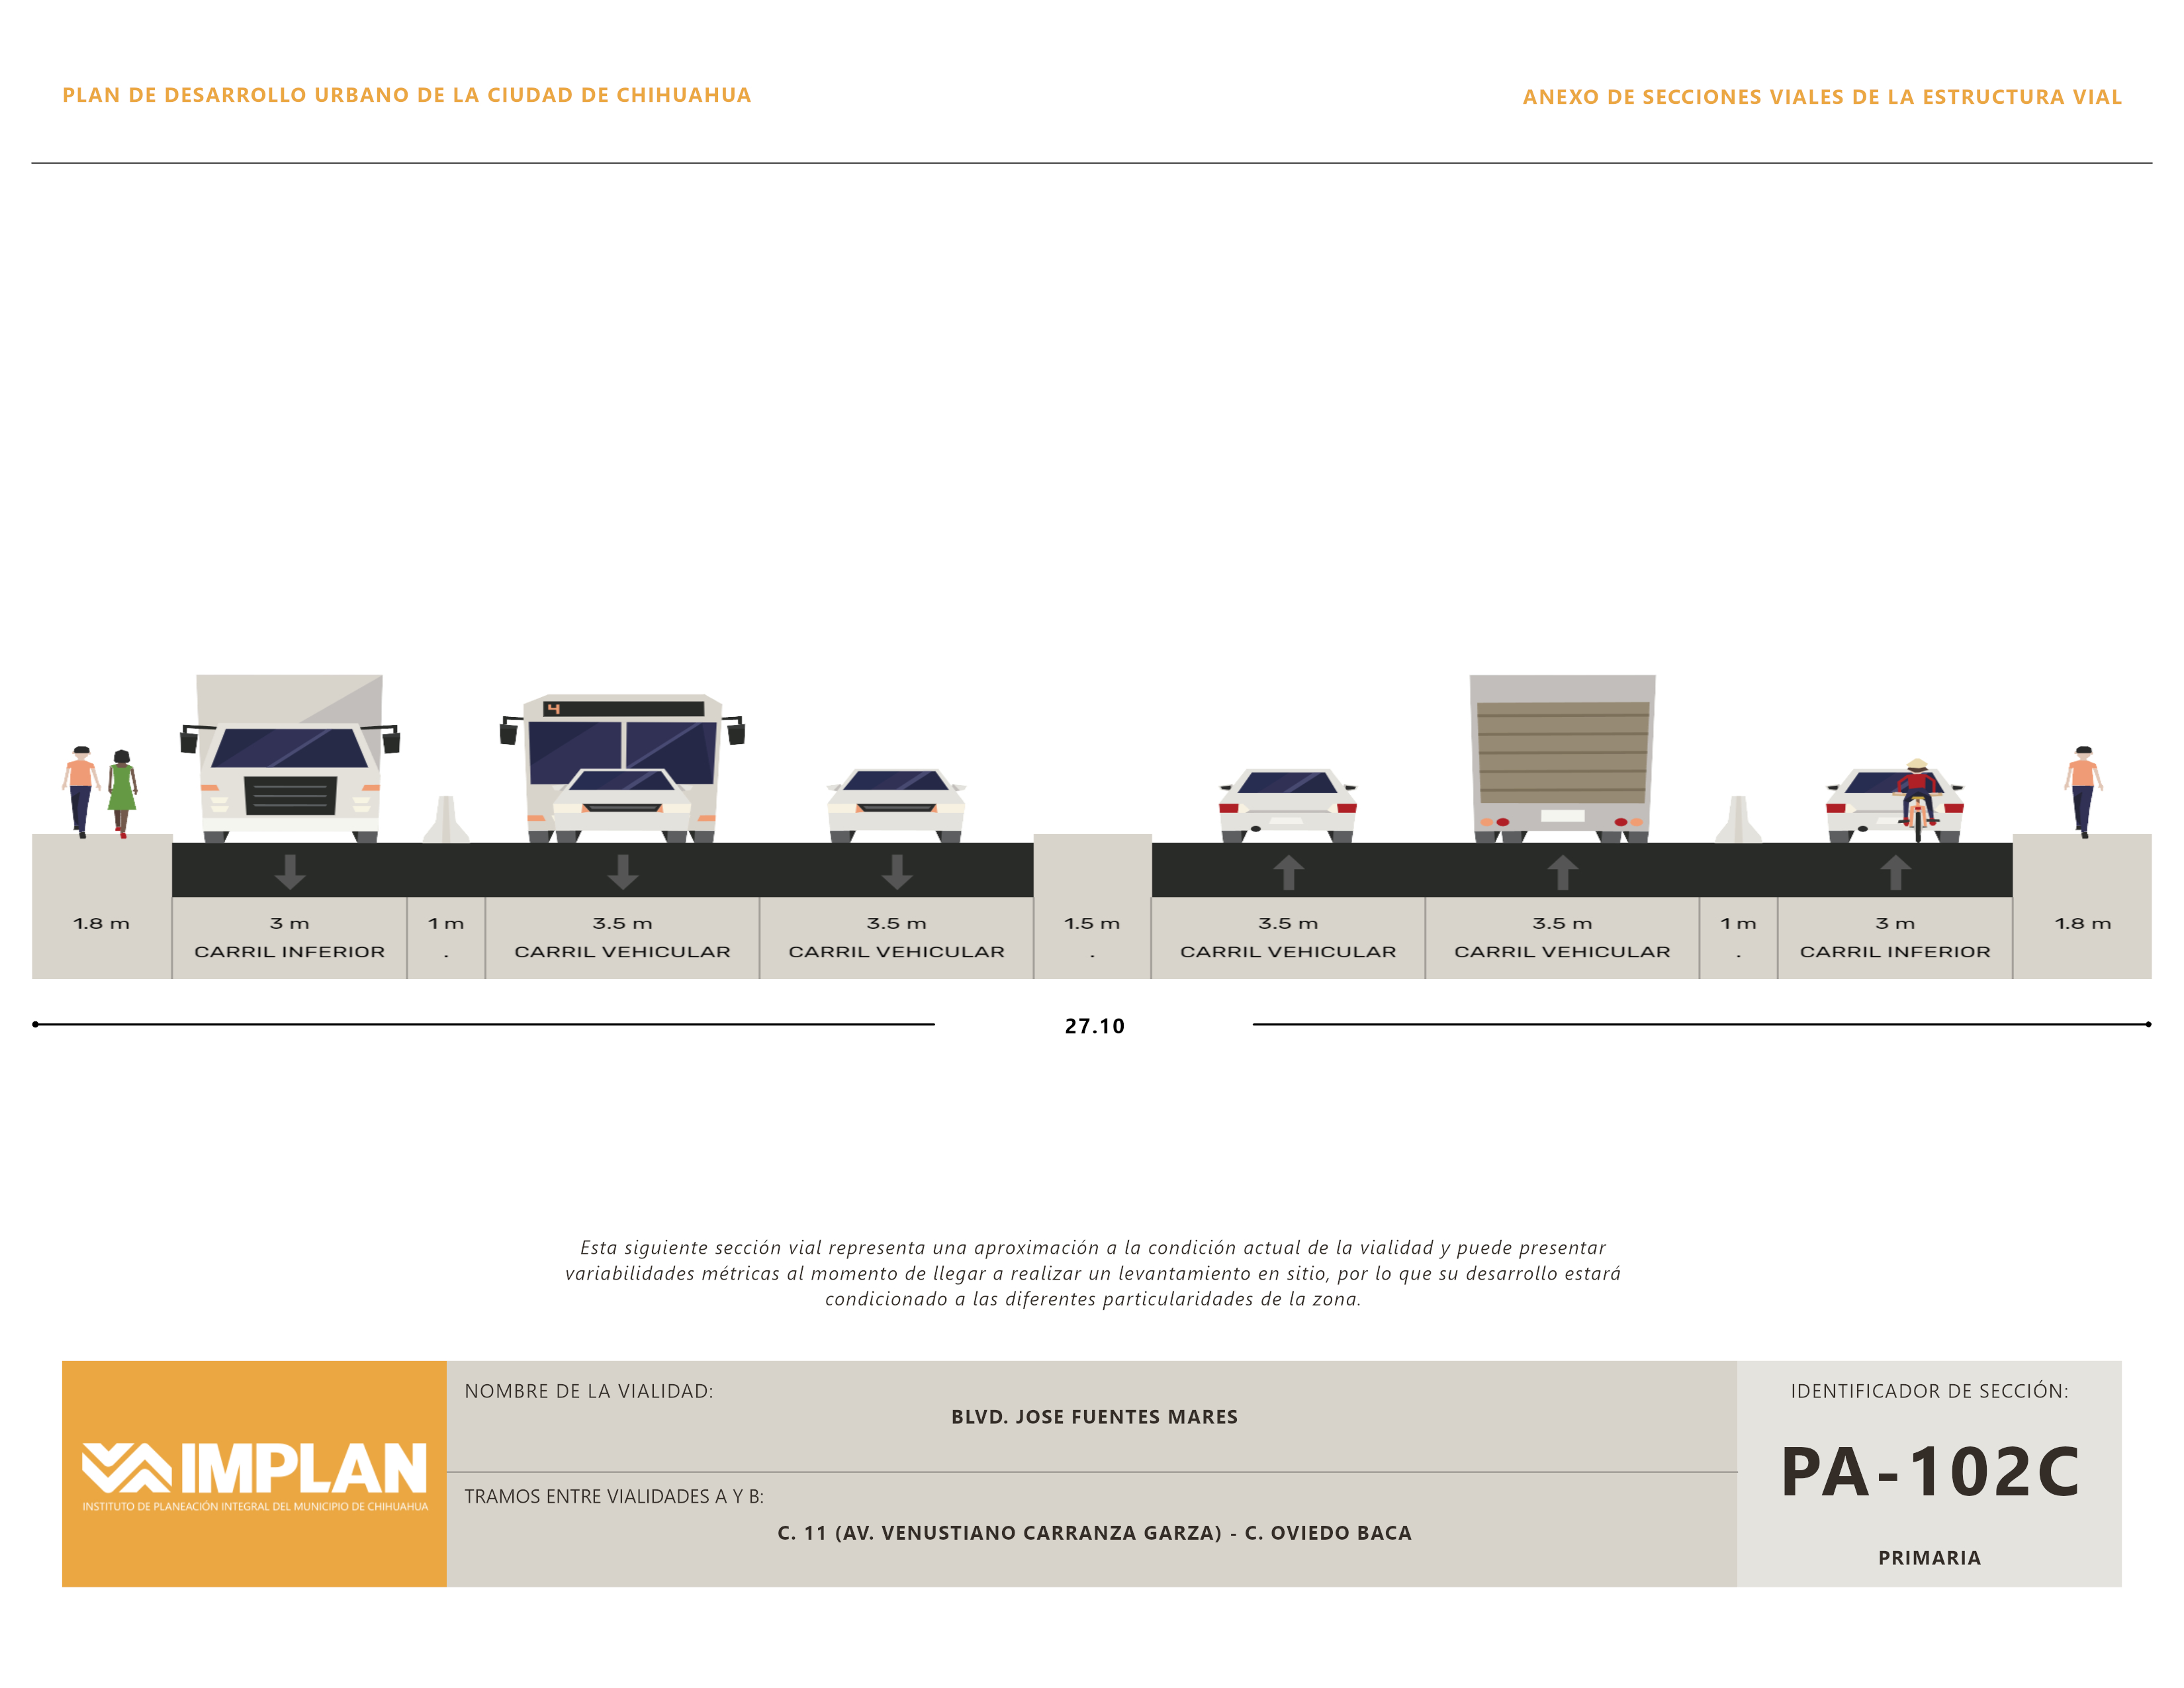 PLAN DE DESARROLLO URBANO DE LA CIUDAD DE CHIHUAHUA
ANEXO DE SECCIONES VIALES DE LA ESTRUCTURA VIAL
4
1.8 m
3 m
CARRIL INFERIOR
1 m
.
3.5 m
CARRIL VEHICULAR
3.5 m
CARRIL VEHICULAR
1.5 m
.
3.5 m
CARRIL VEHICULAR
3.5 m
CARRIL VEHICULAR
1 m
.
3 m
CARRIL INFERIOR
1.8 m
27.10
Esta siguiente sección vial representa una aproximación a la condición actual de la vialidad y puede presentar
variabilidades métricas al momento de llegar a realizar un levantamiento en sitio, por lo que su desarrollo estará
condicionado a las diferentes particularidades de la zona.
IMPLAN
INSTITUTO DE PLANEACIÓN INTEGRAL DEL MUNICIPIO DE CHIHUAHUA
NOMBRE DE LA VIALIDAD:
BLVD. JOSE FUENTES MARES
TRAMOS ENTRE VIALIDADES A Y B:
C. 11 (AV. VENUSTIANO CARRANZA GARZA) - C. OVIEDO BACA
IDENTIFICADOR DE SECCIÓN:
PA-102C
PRIMARIA